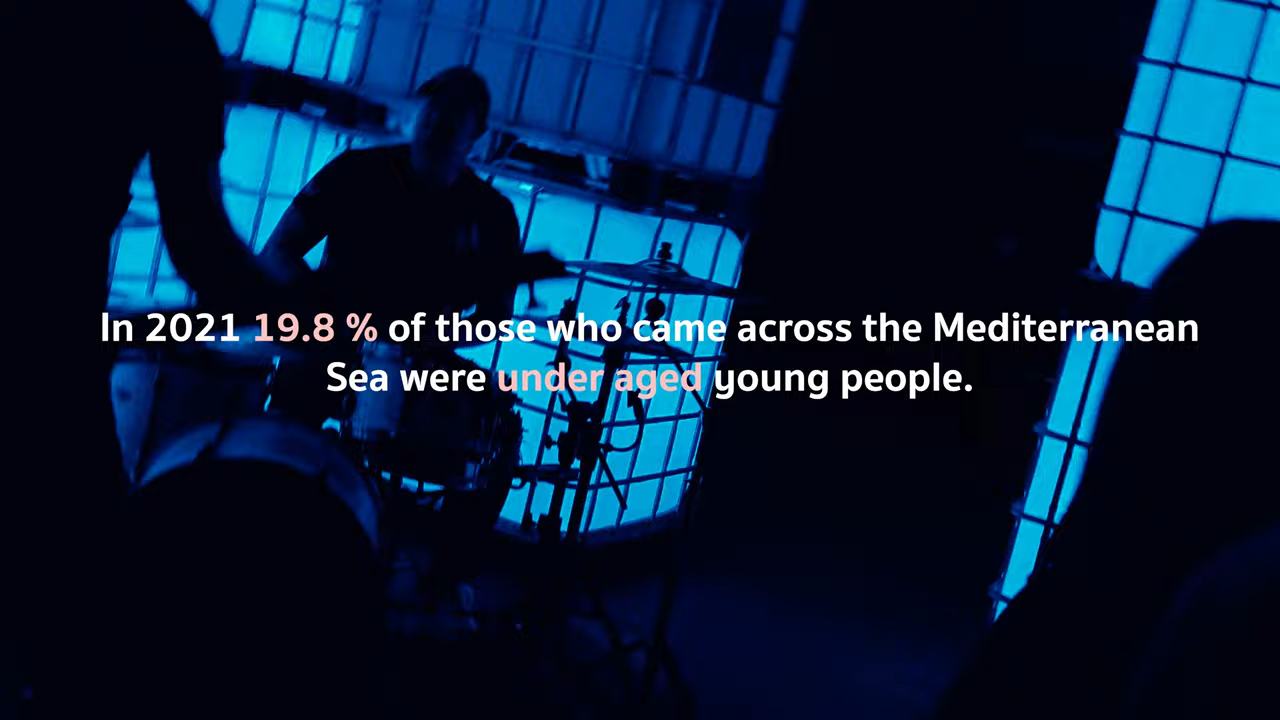 In 2021 19.8 % of those who came across the Mediterranean
Sea were under aged young people.